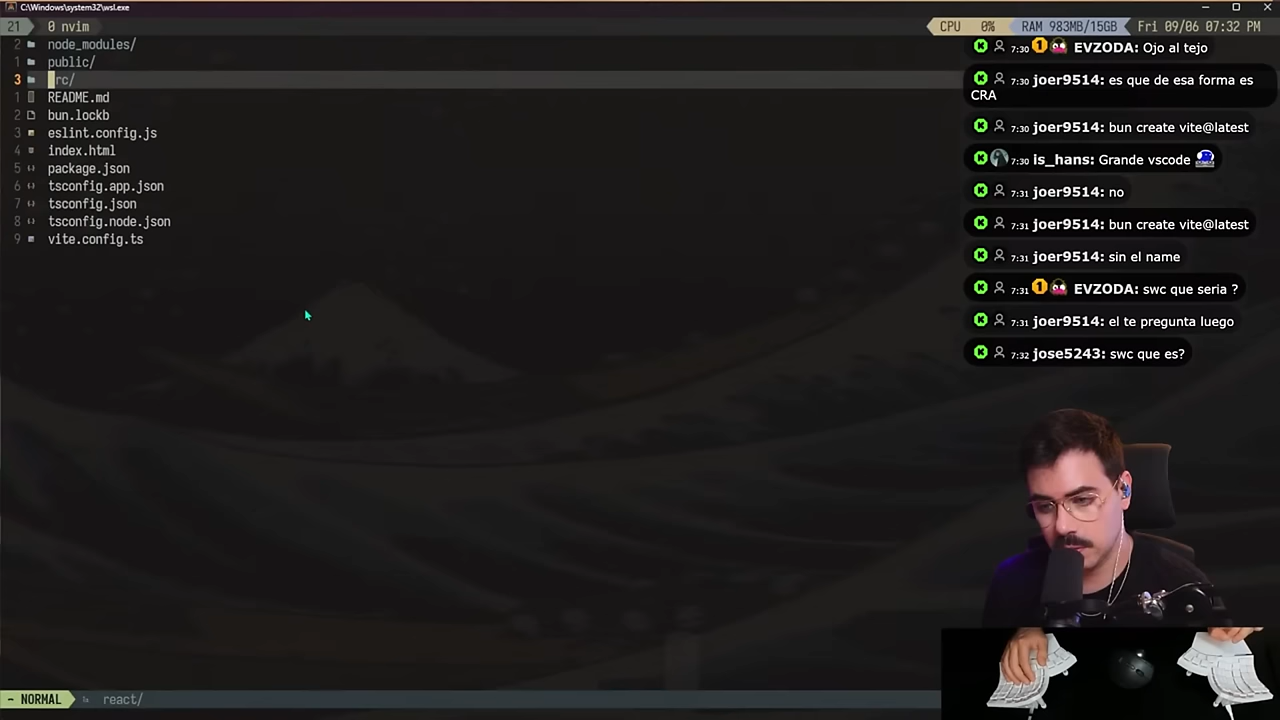 C:\Windows\system32\wsl.exe
21 0 nvim
CPU 0% RAM 983MB/15GB Fri 09/06 07:32 PM
2 node_modules/
1 public/
3 src/
1 README.md
2 bun.lockb
3 eslint.config.js
4 index.html
5 package.json
6 tsconfig.app.json
7 tsconfig.json
8 tsconfig.node.json
9 vite.config.ts
7:30 1 EVZODA: Ojo al tejo
7:30 joer9514: es que de esa forma es
CRA
7:30 joer9514: bun create vite@latest
7:30 is_hans: Grande vscode
7:31 joer9514: no
7:31 joer9514: bun create vite@latest
7:31 joer9514: sin el name
7:31 1 EVZODA: swc que seria ?
7:31 joer9514: el te pregunta luego
7:32 jose5243: swc que es?
~ NORMAL react/